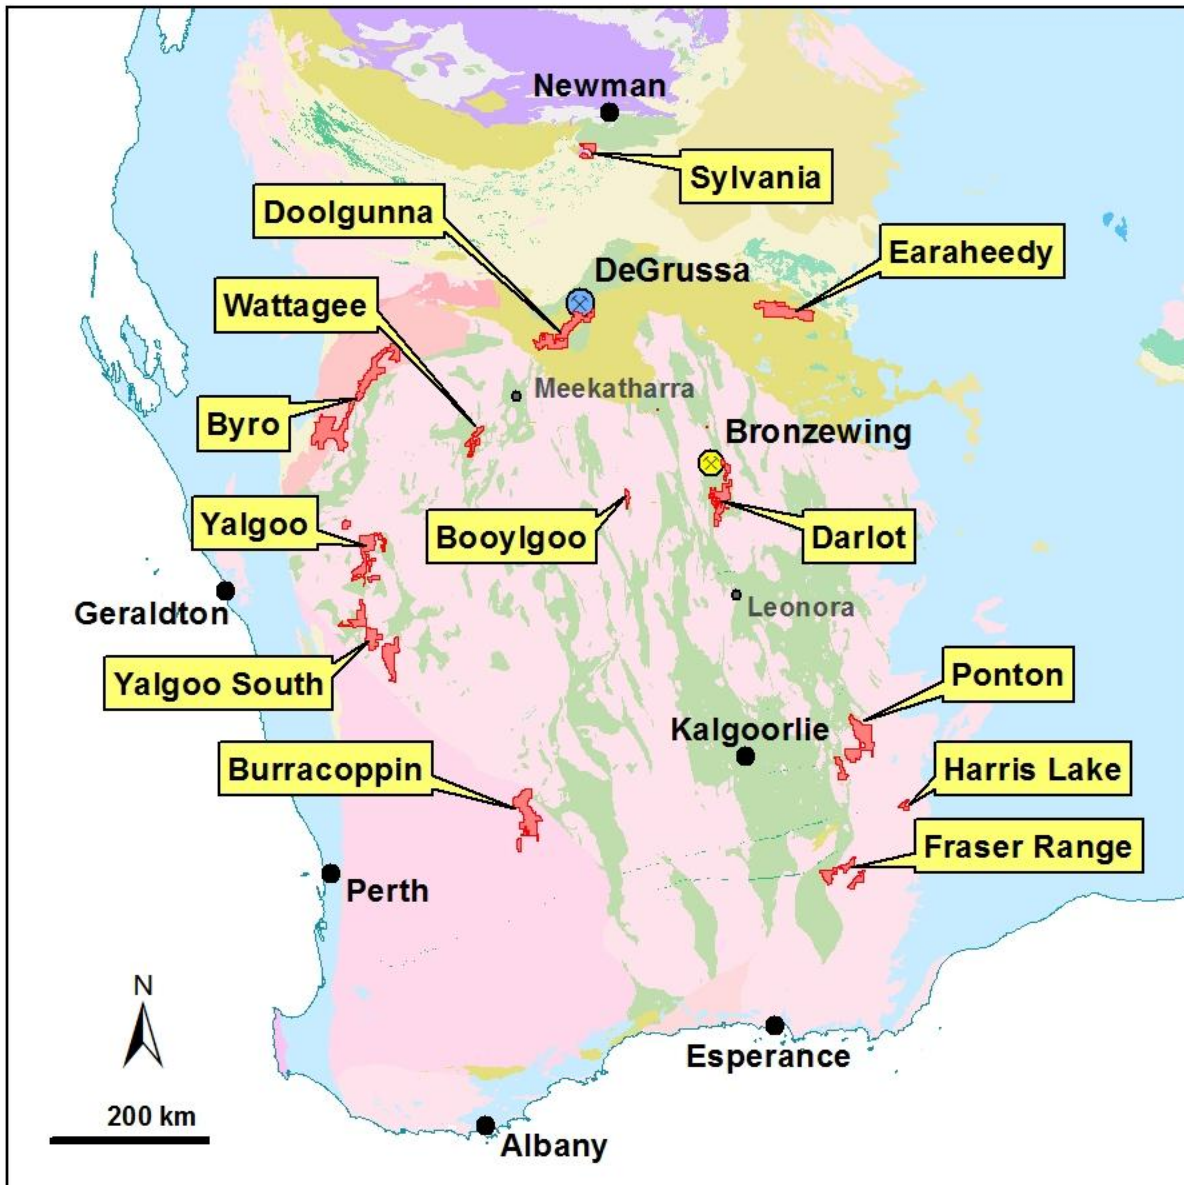 Newman
Sylvania
Doolgunna
Earaheedy
DeGrussa
Wattagee
Meekatharra
Byro
Bronzewing
Yalgoo
Booylgoo
Darlot
Geraldton
Leonora
Yalgoo South
Ponton
Kalgoorlie
Burracoppin
Harris Lake
Fraser Range
Perth
N
Esperance
200 km
Albany